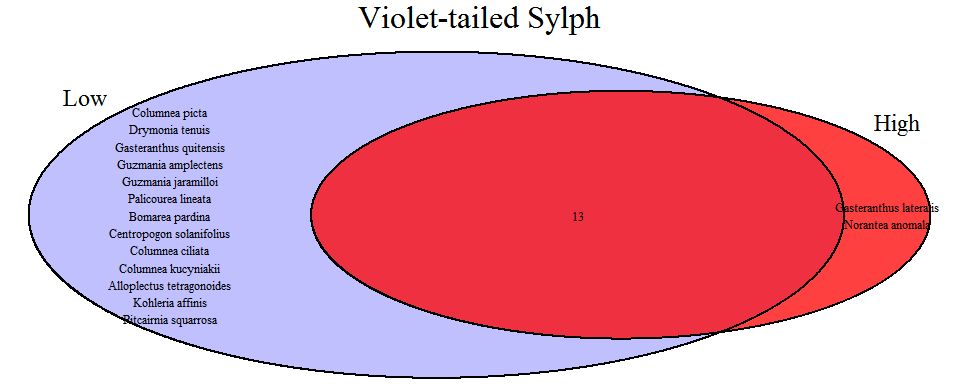 Violet-tailed Sylph
Low
High
Columnea picta
Drymonia tenuis
Gasteranthus quitensis
Guzmania amplectens
Guzmania jaramilloi
Palicourea lineata
Bomarea pardina
Centropogon solanifolius
Columnea ciliata
Columnea kucyniakii
Alloplectus tetragonoides
Kohleria affinis
Pitcairnia squarrosa
13
Gasteranthus lateralis
Norantea anomala